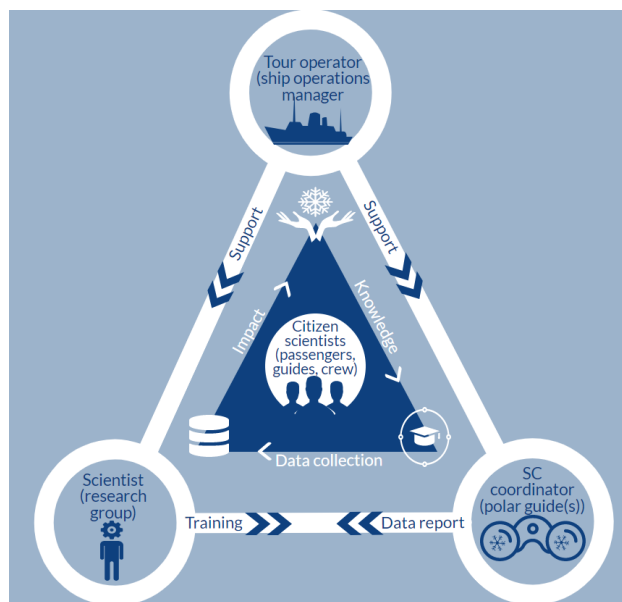 Tour operator
(ship operations
manager
Support
Support
Impact
Knowledge
Citizen
scientists
(passengers,
guides, crew)
Data collection
Scientist
(research
group)
Training
Data report
SC
coordinator
(polar guide(s))